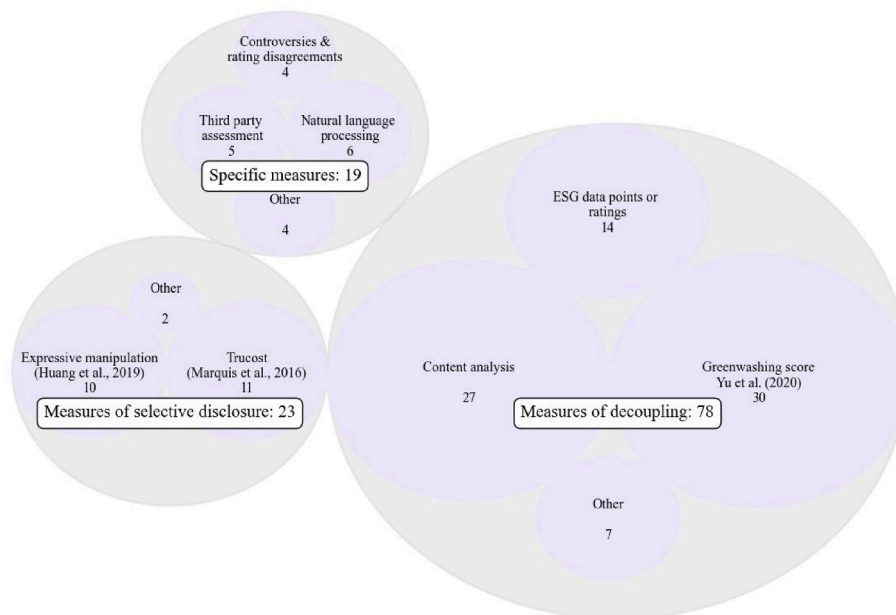 Controversies &
rating disagreements
4
Third party
assessment
5
Natural language
processing
6
Specific measures: 19
Other
4
ESG data points or
ratings
14
Other
2
Expressive manipulation
(Huang et al., 2019)
10
Trucost
(Marquis et al., 2016)
11
Measures of selective disclosure: 23
Content analysis
27
Greenwashing score
Yu et al. (2020)
30
Measures of decoupling: 78
Other
7